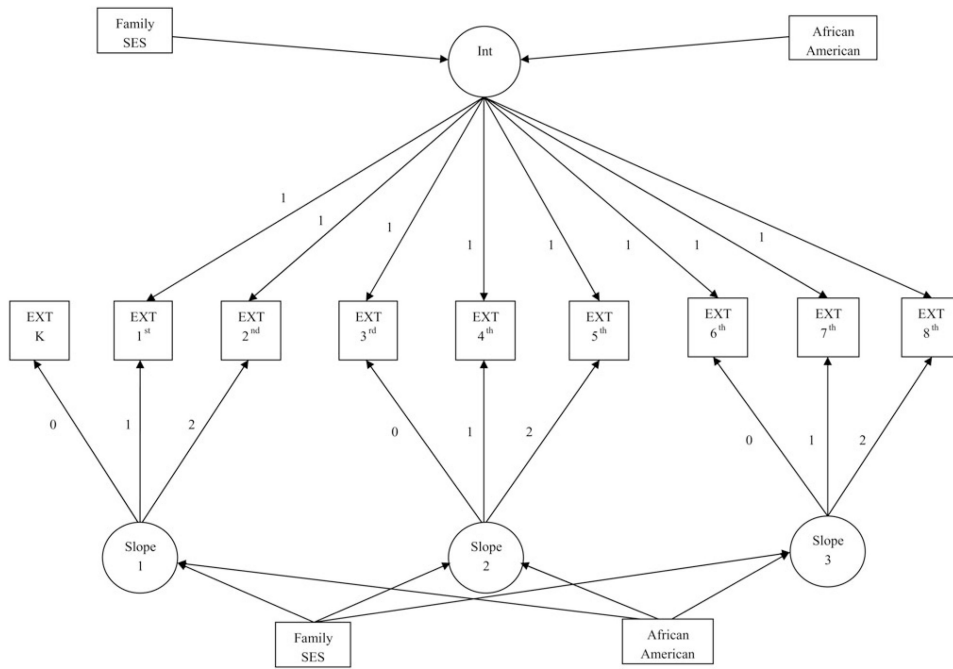 Family
SES
Int
African
American
1
1
1
1
1
1
1
1
EXT
K
EXT
1st
EXT
2nd
EXT
3rd
EXT
4th
EXT
5th
EXT
6th
EXT
7th
EXT
8th
0
1
2
0
1
2
0
1
2
Slope
1
Slope
2
Slope
3
Family
SES
African
American